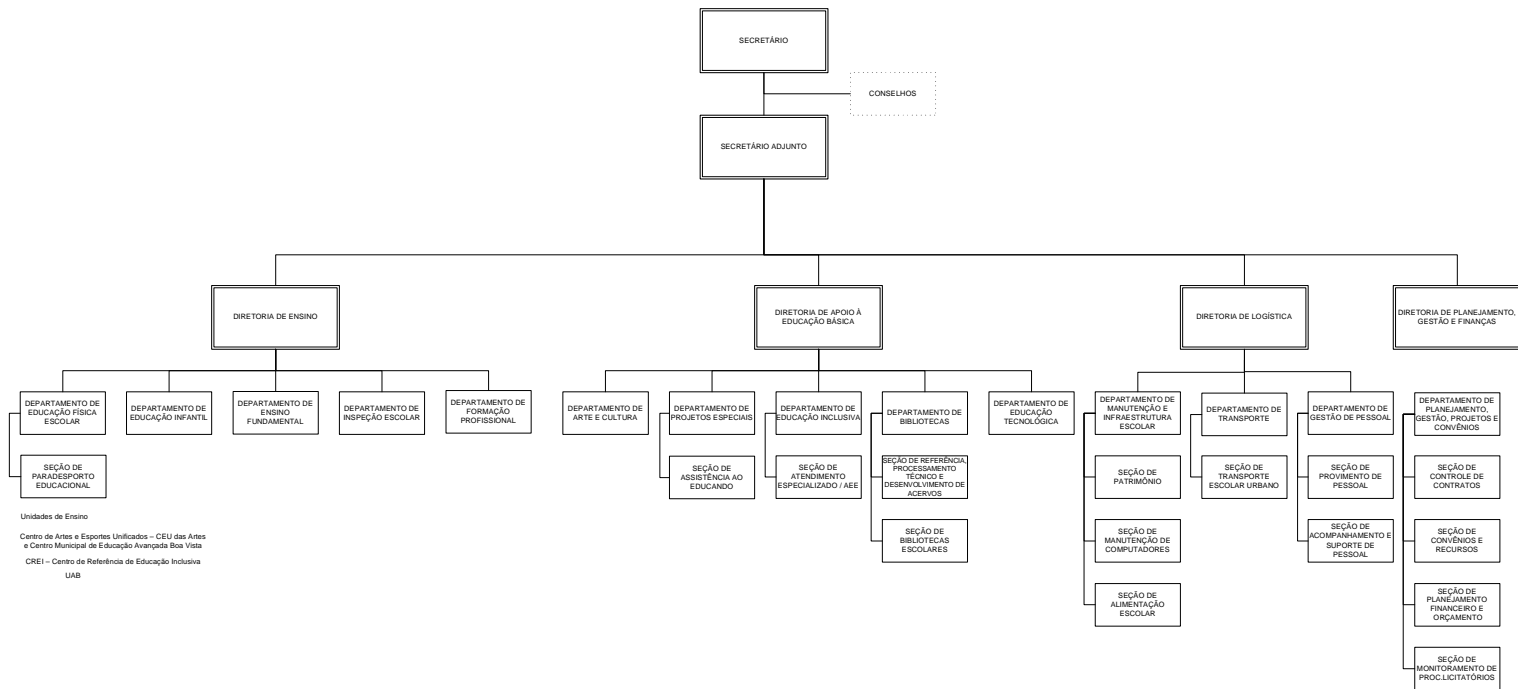 SECRETÁRIO
CONSELHOS
SECRETÁRIO ADJUNTO
DIRETORIA DE ENSINO
DIRETORIA DE APOIO À
EDUCAÇÃO BÁSICA
DIRETORIA DE LOGÍSTICA
DIRETORIA DE PLANEJAMENTO,
GESTÃO E FINANÇAS
DEPARTAMENTO DE
EDUCAÇÃO FÍSICA
ESCOLAR
DEPARTAMENTO DE
EDUCAÇÃO INFANTIL
DEPARTAMENTO DE
ENSINO
FUNDAMENTAL
DEPARTAMENTO DE
INSPEÇÃO ESCOLAR
DEPARTAMENTO DE
FORMAÇÃO
PROFISSIONAL
DEPARTAMENTO DE
ARTE E CULTURA
DEPARTAMENTO DE
PROJETOS ESPECIAIS
DEPARTAMENTO DE
EDUCAÇÃO INCLUSIVA
DEPARTAMENTO DE
BIBLIOTECAS
DEPARTAMENTO DE
EDUCAÇÃO
TECNOLÓGICA
DEPARTAMENTO DE
MANUTENÇÃO E
INFRAESTRUTURA
ESCOLAR
DEPARTAMENTO DE
TRANSPORTE
DEPARTAMENTO DE
GESTÃO DE PESSOAL
DEPARTAMENTO DE
PLANEJAMENTO,
GESTÃO, PROJETOS E
CONVÊNIOS
SEÇÃO DE
PARADESPORTO
EDUCACIONAL
SEÇÃO DE
ASSISTÊNCIA AO
EDUCANDO
SEÇÃO DE
ATENDIMENTO
ESPECIALIZADO / AEE
SEÇÃO DE REFERÊNCIA,
PROCESSAMENTO
TÉCNICO E
DESENVOLVIMENTO DE
ACERVOS
SEÇÃO DE
PATRIMÔNIO
SEÇÃO DE
TRANSPORTE
ESCOLAR URBANO
SEÇÃO DE
PROVIMENTO DE
PESSOAL
SEÇÃO DE
CONTROLE DE
CONTRATOS
Unidades de Ensino
Centro de Artes e Esportes Unificados – CEU das Artes
e Centro Municipal de Educação Avançada Boa Vista
CREI – Centro de Referência de Educação Inclusiva
UAB
SEÇÃO DE
BIBLIOTECAS
ESCOLARES
SEÇÃO DE
MANUTENÇÃO DE
COMPUTADORES
SEÇÃO DE
ACOMPANHAMENTO E
SUPORTE DE
PESSOAL
SEÇÃO DE
CONVÊNIOS E
RECURSOS
SEÇÃO DE
ALIMENTAÇÃO
ESCOLAR
SEÇÃO DE
PLANEJAMENTO
FINANCEIRO E
ORÇAMENTO
SEÇÃO DE
MONITORAMENTO DE
PROC.LICITATÓRIOS